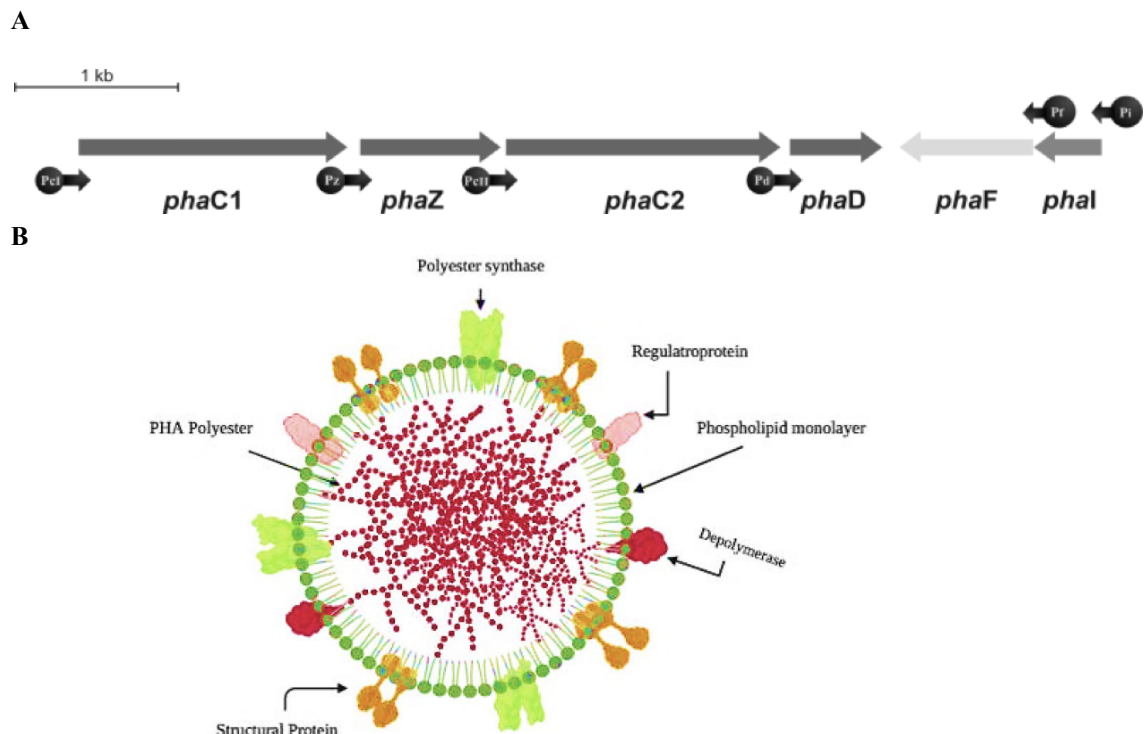 A
1 kb
Pf
Pi
PcI
Pz
PcII
Pd
phaC1
phaZ
phaC2
phaD
phaF
phaI
B
Polyester synthase
Regulatroprotein
PHA Polyester
Phospholipid monolayer
Depolymerase
Structural Protein